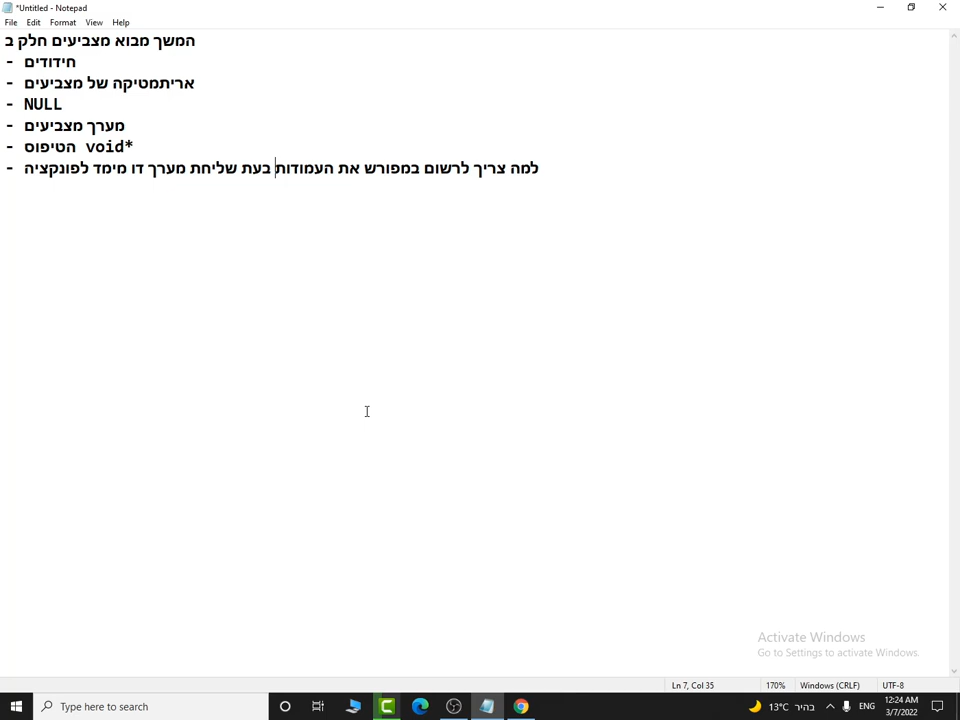 *Untitled - Notepad
File Edit Format View Help
המשך מבוא מצביעים חלק ב
- חידודים
- אריתמטיקה של מצביעים
- NULL
- מערך מצביעים
- הטיפוס void*
- למה צריך לרשום במפורש את העמודות בעת שליחת מערך דו מימד לפונקציה
Activate Windows
Go to Settings to activate Windows.
Ln 7, Col 35 170% Windows (CRLF) UTF-8
Type here to search 13°C בהיר ENG 12:24 AM
3/7/2022